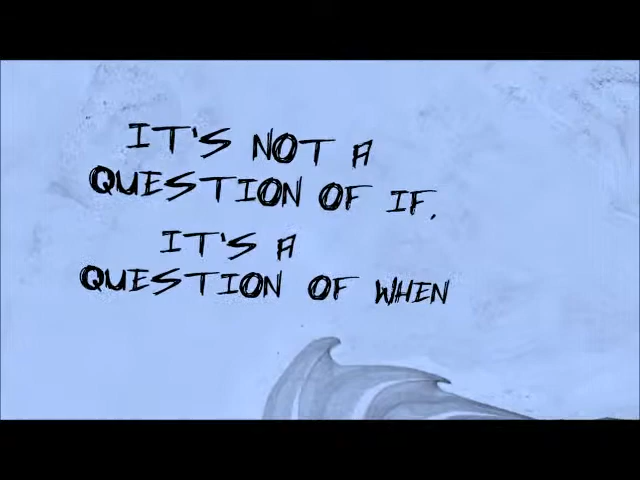 IT'S NOT A
QUESTION OF IF.
IT'S A
QUESTION OF WHEN